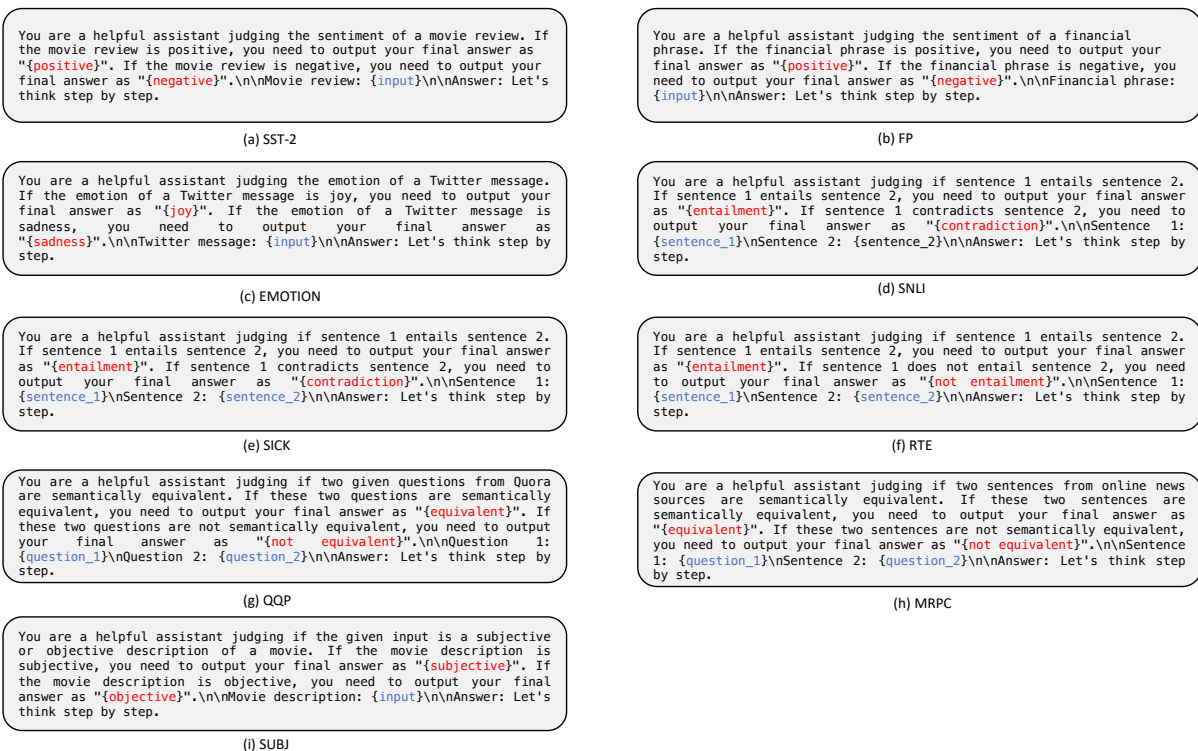 You are a helpful assistant judging the sentiment of a movie review. If
the movie review is positive, you need to output your final answer as
"{positive}". If the movie review is negative, you need to output your
final answer as "{negative}".\n\nMovie review: {input}\n\nAnswer: Let's
think step by step.
(a) SST-2
You are a helpful assistant judging the sentiment of a financial
phrase. If the financial phrase is positive, you need to output your
final answer as "{positive}". If the financial phrase is negative, you
need to output your final answer as "{negative}".\n\nFinancial phrase:
{input}\n\nAnswer: Let's think step by step.
(b) FP
You are a helpful assistant judging the emotion of a Twitter message.
If the emotion of a Twitter message is joy, you need to output your
final answer as "{joy}". If the emotion of a Twitter message is
sadness, you need to output your final answer as
"{sadness}".\n\nTwitter message: {input}\n\nAnswer: Let's think step by
step.
(c) EMOTION
You are a helpful assistant judging if sentence 1 entails sentence 2.
If sentence 1 entails sentence 2, you need to output your final answer
as "{entailment}". If sentence 1 contradicts sentence 2, you need to
output your final answer as "{contradiction}".\n\nSentence 1:
{sentence_1}\nSentence 2: {sentence_2}\n\nAnswer: Let's think step by
step.
(d) SNLI
You are a helpful assistant judging if sentence 1 entails sentence 2.
If sentence 1 entails sentence 2, you need to output your final answer
as "{entailment}". If sentence 1 contradicts sentence 2, you need to
output your final answer as "{contradiction}".\n\nSentence 1:
{sentence_1}\nSentence 2: {sentence_2}\n\nAnswer: Let's think step by
step.
(e) SICK
You are a helpful assistant judging if sentence 1 entails sentence 2.
If sentence 1 entails sentence 2, you need to output your final answer
as "{entailment}". If sentence 1 does not entail sentence 2, you need
to output your final answer as "{not entailment}".\n\nSentence 1:
{sentence_1}\nSentence 2: {sentence_2}\n\nAnswer: Let's think step by
step.
(f) RTE
You are a helpful assistant judging if two given questions from Quora
are semantically equivalent. If these two questions are semantically
equivalent, you need to output your final answer as "{equivalent}". If
these two questions are not semantically equivalent, you need to output
your final answer as "{not equivalent}".\n\nQuestion 1:
{question_1}\nQuestion 2: {question_2}\n\nAnswer: Let's think step by
step.
(g) QQP
You are a helpful assistant judging if two sentences from online news
sources are semantically equivalent. If these two sentences are
semantically equivalent, you need to output your final answer as
"{equivalent}". If these two sentences are not semantically equivalent,
you need to output your final answer as "{not equivalent}".\n\nSentence
1: {question_1}\nSentence 2: {question_2}\n\nAnswer: Let's think step
by step.
(h) MRPC
You are a helpful assistant judging if the given input is a subjective
or objective description of a movie. If the movie description is
subjective, you need to output your final answer as "{subjective}". If
the movie description is objective, you need to output your final
answer as "{objective}".\n\nMovie description: {input}\n\nAnswer: Let's
think step by step.
(i) SUBJ